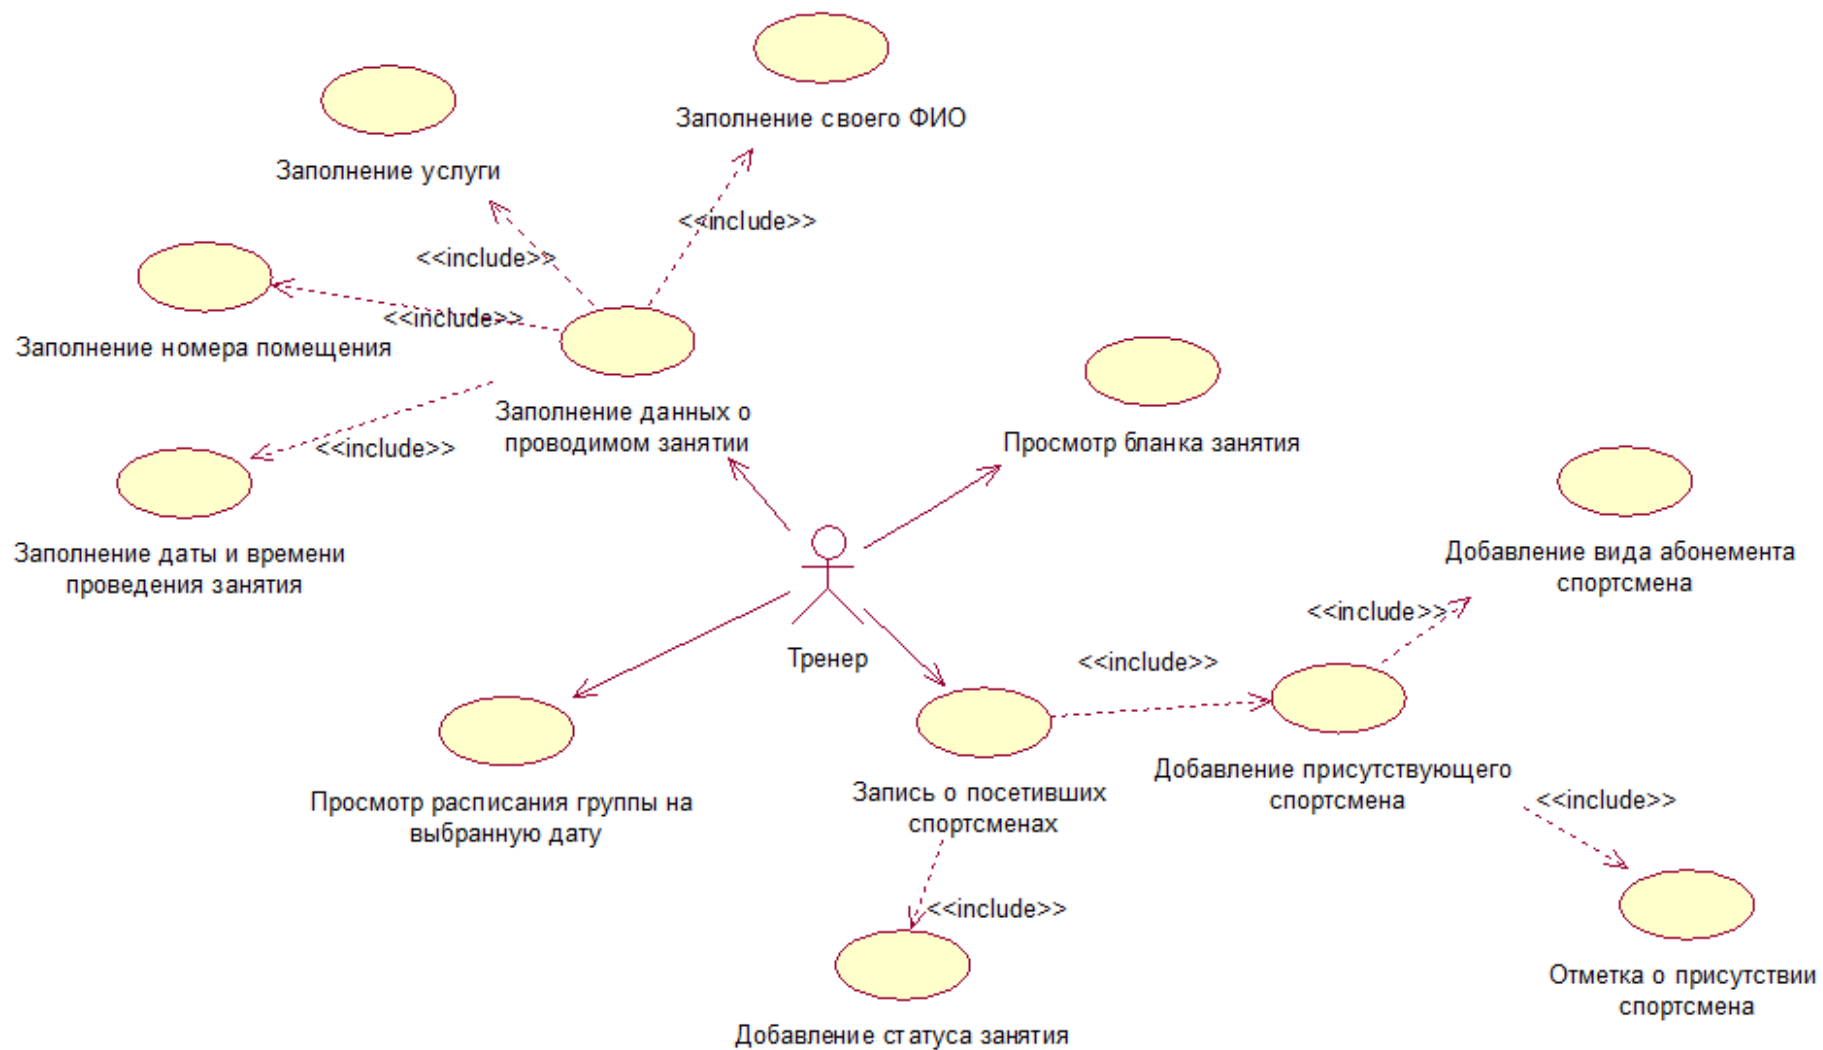 Заполнение своего ФИО
Заполнение услуги
<<include>>
<<include>>
<<include>>
Заполнение номера помещения
Заполнение данных о
проводимом занятии
Просмотр бланка занятия
<<include>>
Заполнение даты и времени
проведения занятия
Добавление вида абонемента
спортсмена
<<include>>
Тренер
<<include>>
Добавление присутствующего
спортсмена
<<include>>
Просмотр расписания группы на
выбранную дату
Запись о посетивших
спортсменах
<<include>>
Отметка о присутствии
спортсмена
Добавление статуса занятия